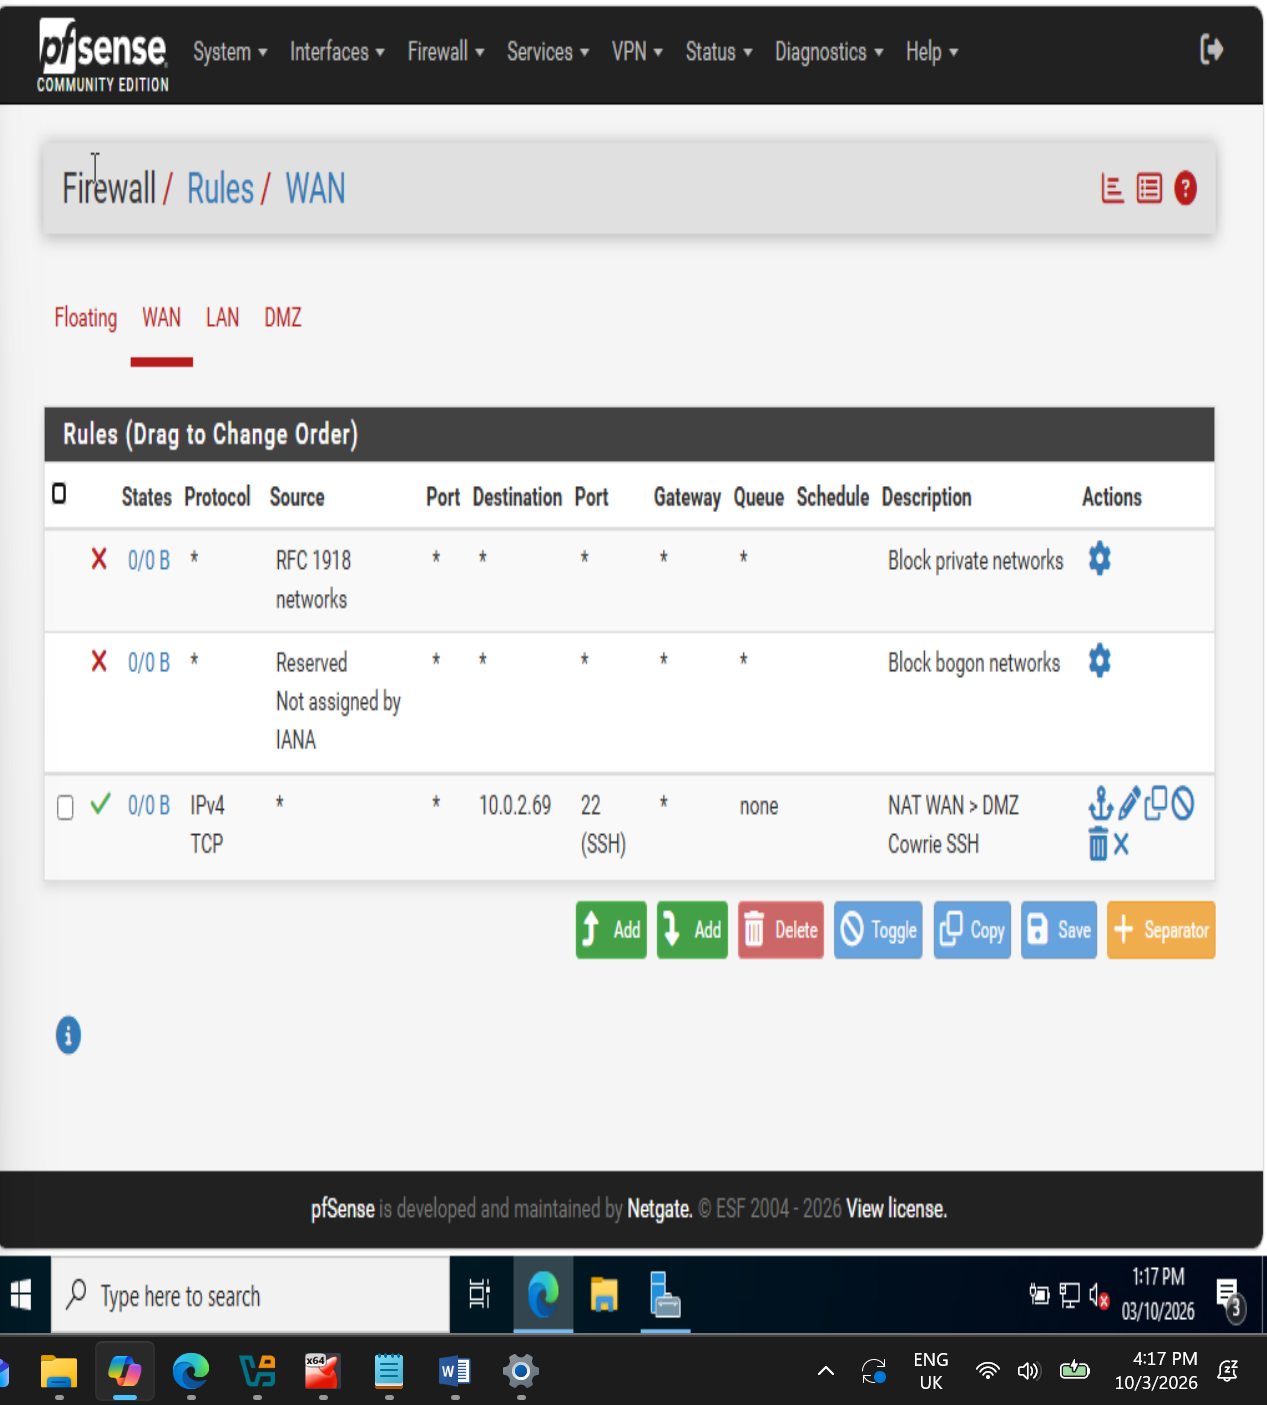 pfsense
COMMUNITY EDITION
System Interfaces Firewall Services VPN Status Diagnostics Help
Firewall / Rules / WAN
Floating WAN LAN DMZ
Rules (Drag to Change Order)
States Protocol Source Port Destination Port Gateway Queue Schedule Description Actions
0/0 B * RFC 1918 * * * * * Block private networks
networks
0/0 B * Reserved * * * * * Block bogon networks
Not assigned by
IANA
0/0 B IPv4 * * 10.0.2.69 22 * none NAT WAN > DMZ
TCP (SSH) Cowrie SSH
Add Add Delete Toggle Copy Save Separator
pfSense is developed and maintained by Netgate. © ESF 2004 - 2026 View license.
Type here to search
1:17 PM
03/10/2026
3
x64
W
ENG
UK
4:17 PM
10/3/2026